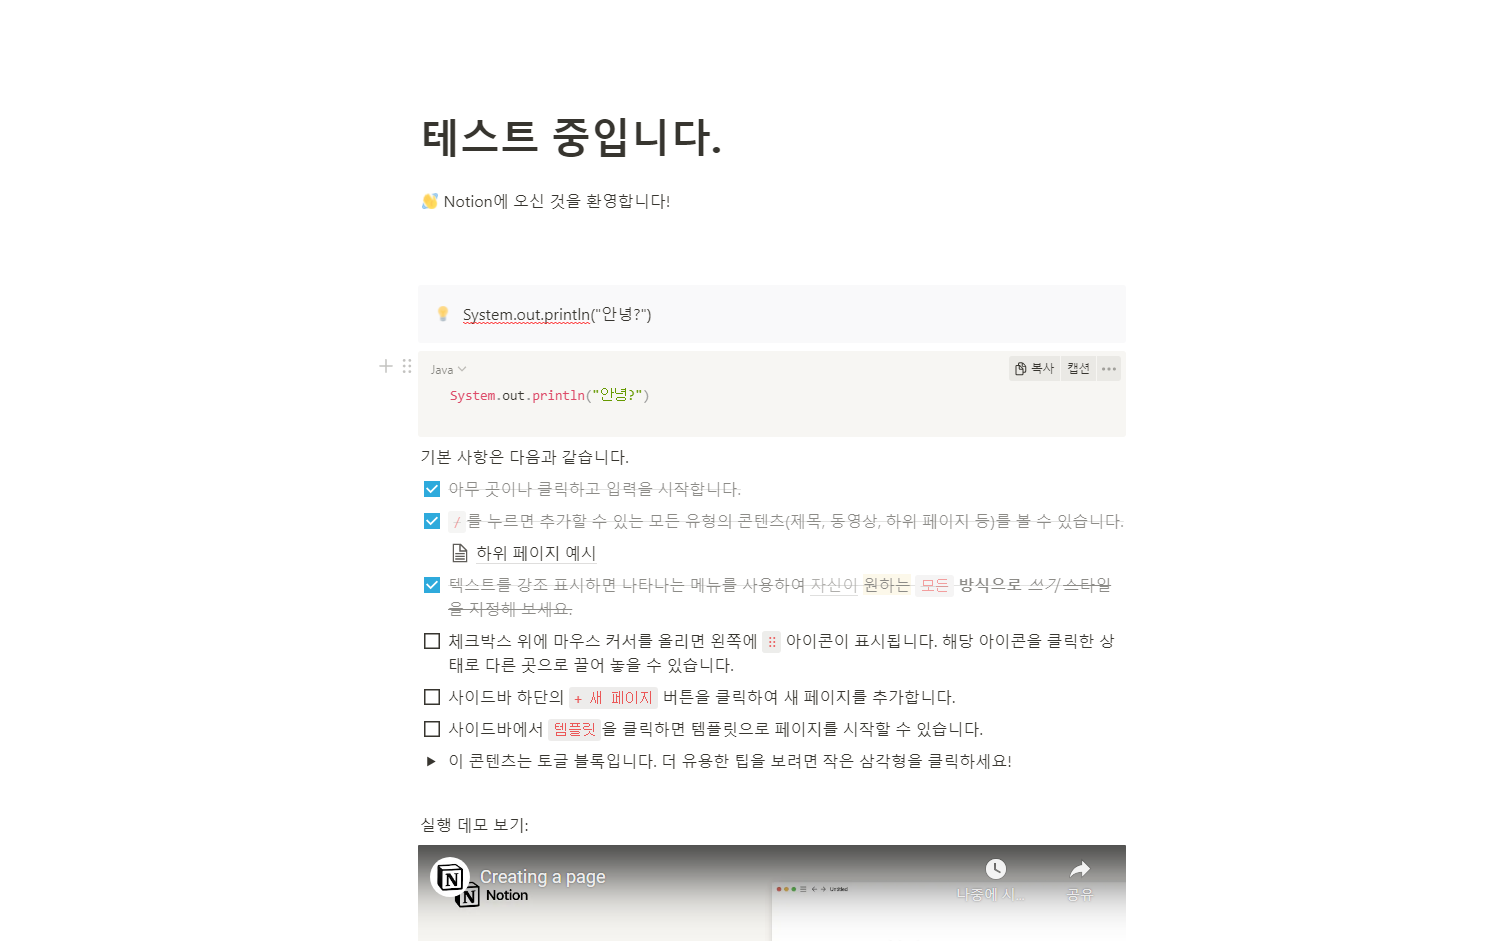 테스트 중입니다.
Notion에 오신 것을 환영합니다!
System.out.println("안녕?")
Java
복사 캡션
System.out.println("안녕?")
기본 사항은 다음과 같습니다.
아무 곳이나 클릭하고 입력을 시작합니다.
/를 누르면 추가할 수 있는 모든 유형의 콘텐츠(제목, 동영상, 하위 페이지 등)를 볼 수 있습니다.
하위 페이지 예시
텍스트를 강조 표시하면 나타나는 메뉴를 사용하여 자신이 원하는 모든 방식으로 쓰기 스타일
을 지정해 보세요.
체크박스 위에 마우스 커서를 올리면 왼쪽에 ⠿ 아이콘이 표시됩니다. 해당 아이콘을 클릭한 상
태로 다른 곳으로 끌어 놓을 수 있습니다.
사이드바 하단의 + 새 페이지 버튼을 클릭하여 새 페이지를 추가합니다.
사이드바에서 템플릿을 클릭하면 템플릿으로 페이지를 시작할 수 있습니다.
이 콘텐츠는 토글 블록입니다. 더 유용한 팁을 보려면 작은 삼각형을 클릭하세요!
실행 데모 보기:
Creating a page
Notion
Untitled
나중에 시...
공유